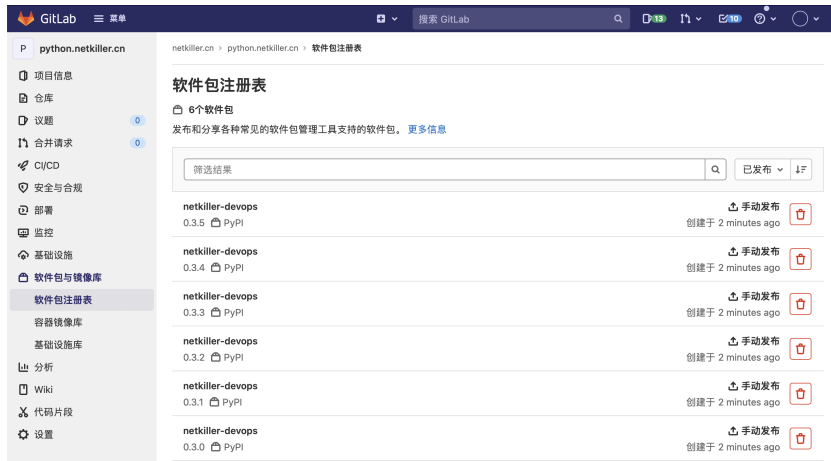 GitLab 菜单 搜索 GitLab 13 10
P python.netkiller.cn
项目信息
仓库
议题 0
合并请求 0
CI/CD
安全与合规
部署
监控
基础设施
软件包与镜像库
软件包注册表
容器镜像库
基础设施库
分析
Wiki
代码片段
设置
netkiller.cn › python.netkiller.cn › 软件包注册表
软件包注册表
6个软件包
发布和分享各种常见的软件包管理工具支持的软件包。 更多信息
筛选结果 已发布
netkiller-devops 手动发布
0.3.5 PyPI 创建于 2 minutes ago
netkiller-devops 手动发布
0.3.4 PyPI 创建于 2 minutes ago
netkiller-devops 手动发布
0.3.3 PyPI 创建于 2 minutes ago
netkiller-devops 手动发布
0.3.2 PyPI 创建于 2 minutes ago
netkiller-devops 手动发布
0.3.1 PyPI 创建于 2 minutes ago
netkiller-devops 手动发布
0.3.0 PyPI 创建于 2 minutes ago